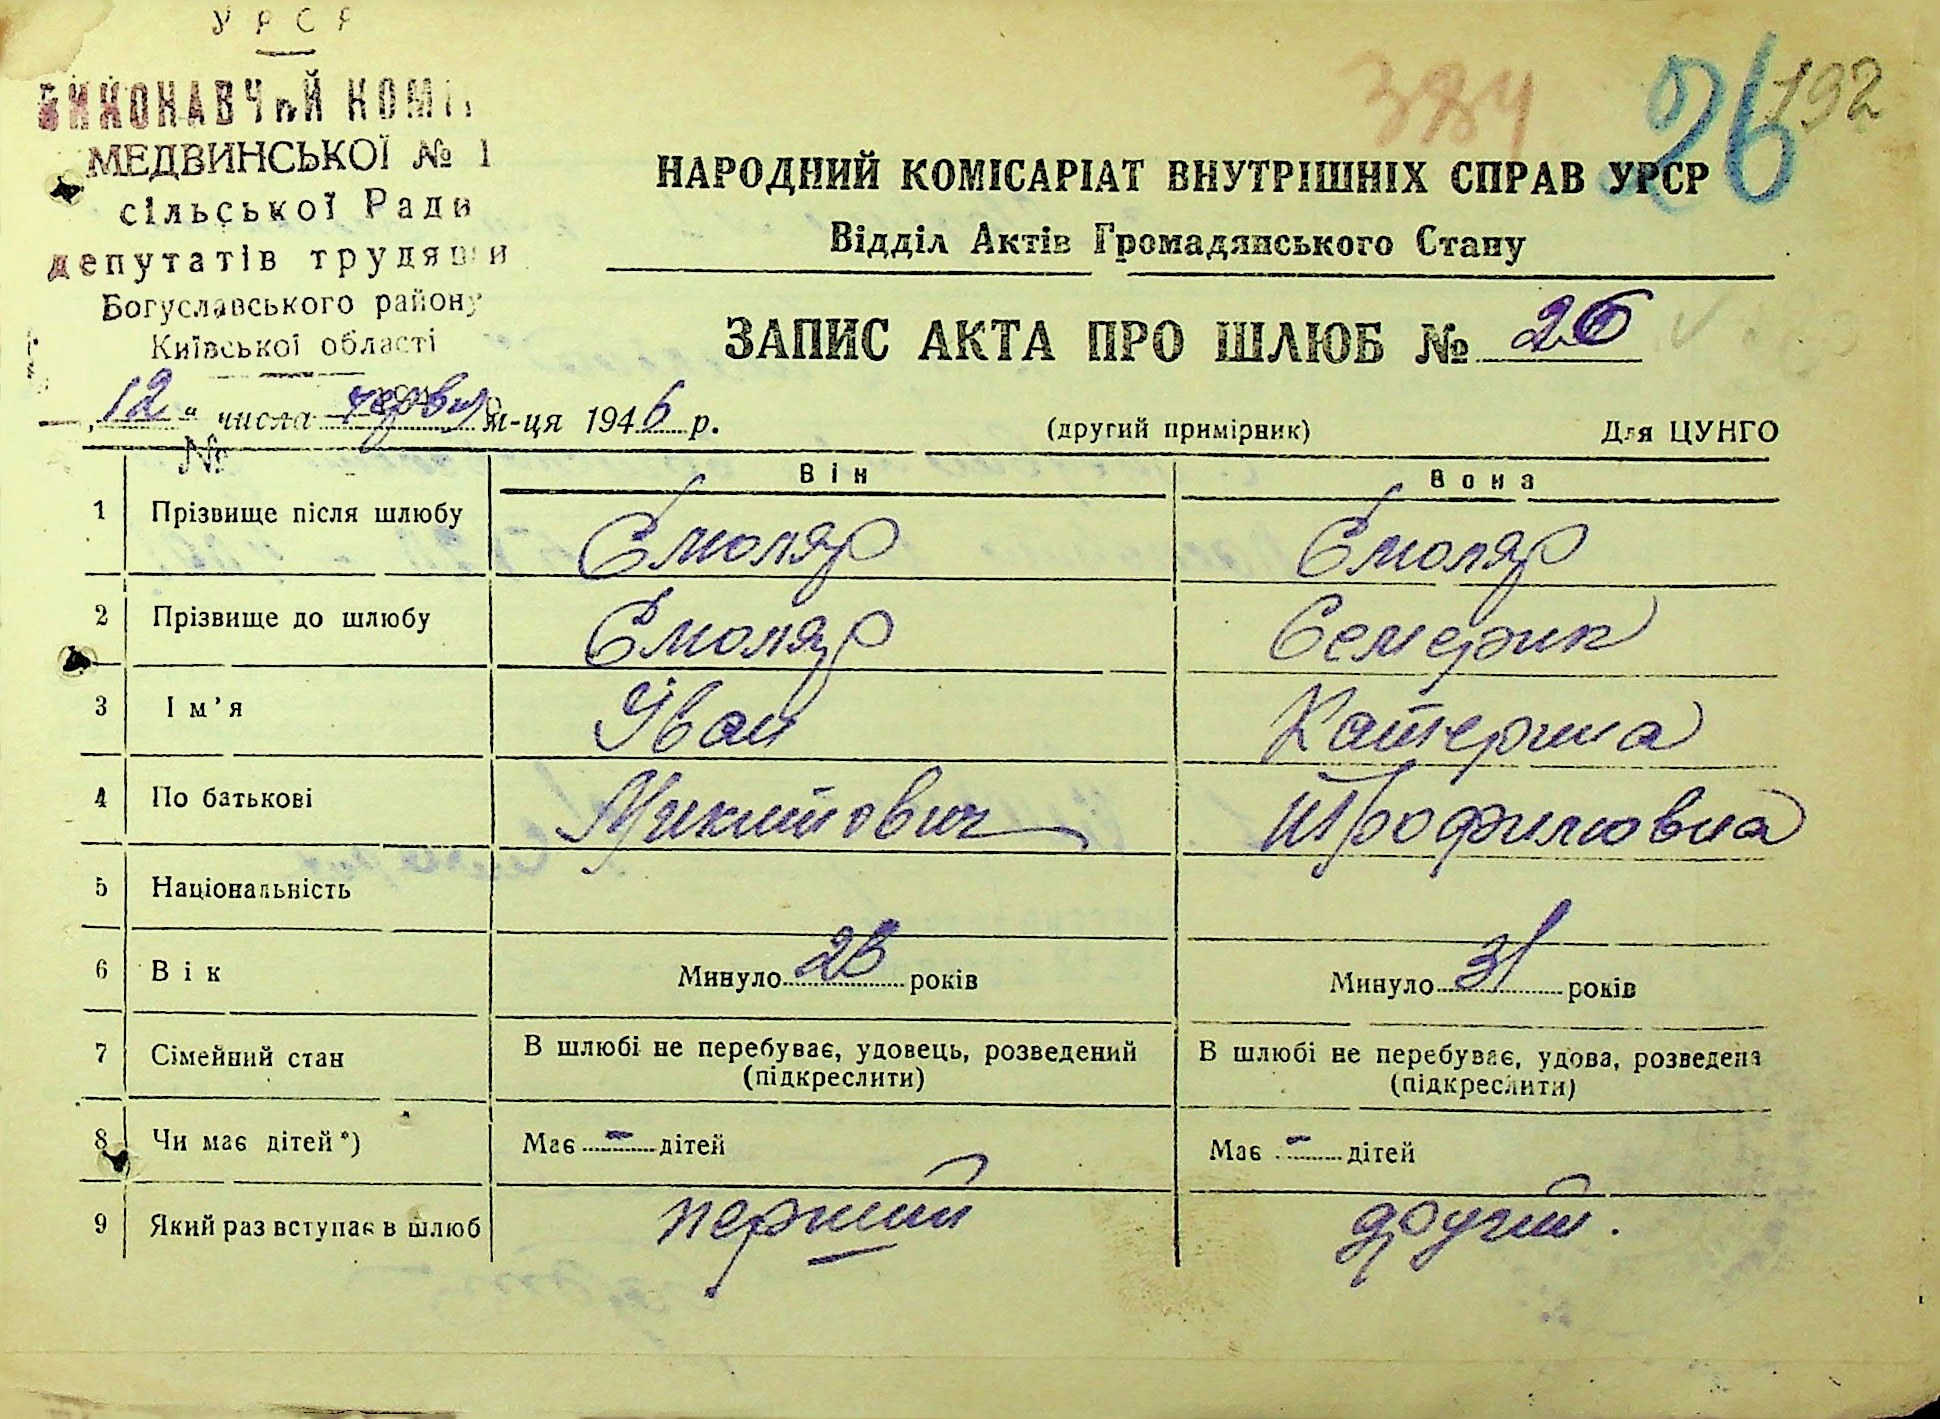 УРСР
ВИКОНАВЧИЙ КОМІ
МЕДВИНСЬКОЇ № 1
сільської Ради
депутатів трудящи
Богуславського району
Київської області
384
26
192
НАРОДНИЙ КОМІСАРІАТ ВНУТРІШНІХ СПРАВ УРСР
Відділ Актів Громадянського Стану
ЗАПИС АКТА ПРО ШЛЮБ № 26
„12“ числа червня м-ця 1946 р.
(другий примірник) Для ЦУНГО
№
Він Вона
1 Прізвище після шлюбу Смоляр Смоляр
2 Прізвище до шлюбу Смоляр Семерик
3 Ім’я Іван Катерина
4 По батькові Микитович Трофимовна
5 Національність
6 Вік Минуло 28 років Минуло 31 років
7 Сімейний стан В шлюбі не перебуває, удовець, розведений (підкреслити) В шлюбі не перебуває, удова, розведена (підкреслити)
8 Чи має дітей*) Має - дітей Має - дітей
9 Який раз вступає в шлюб перший другий.